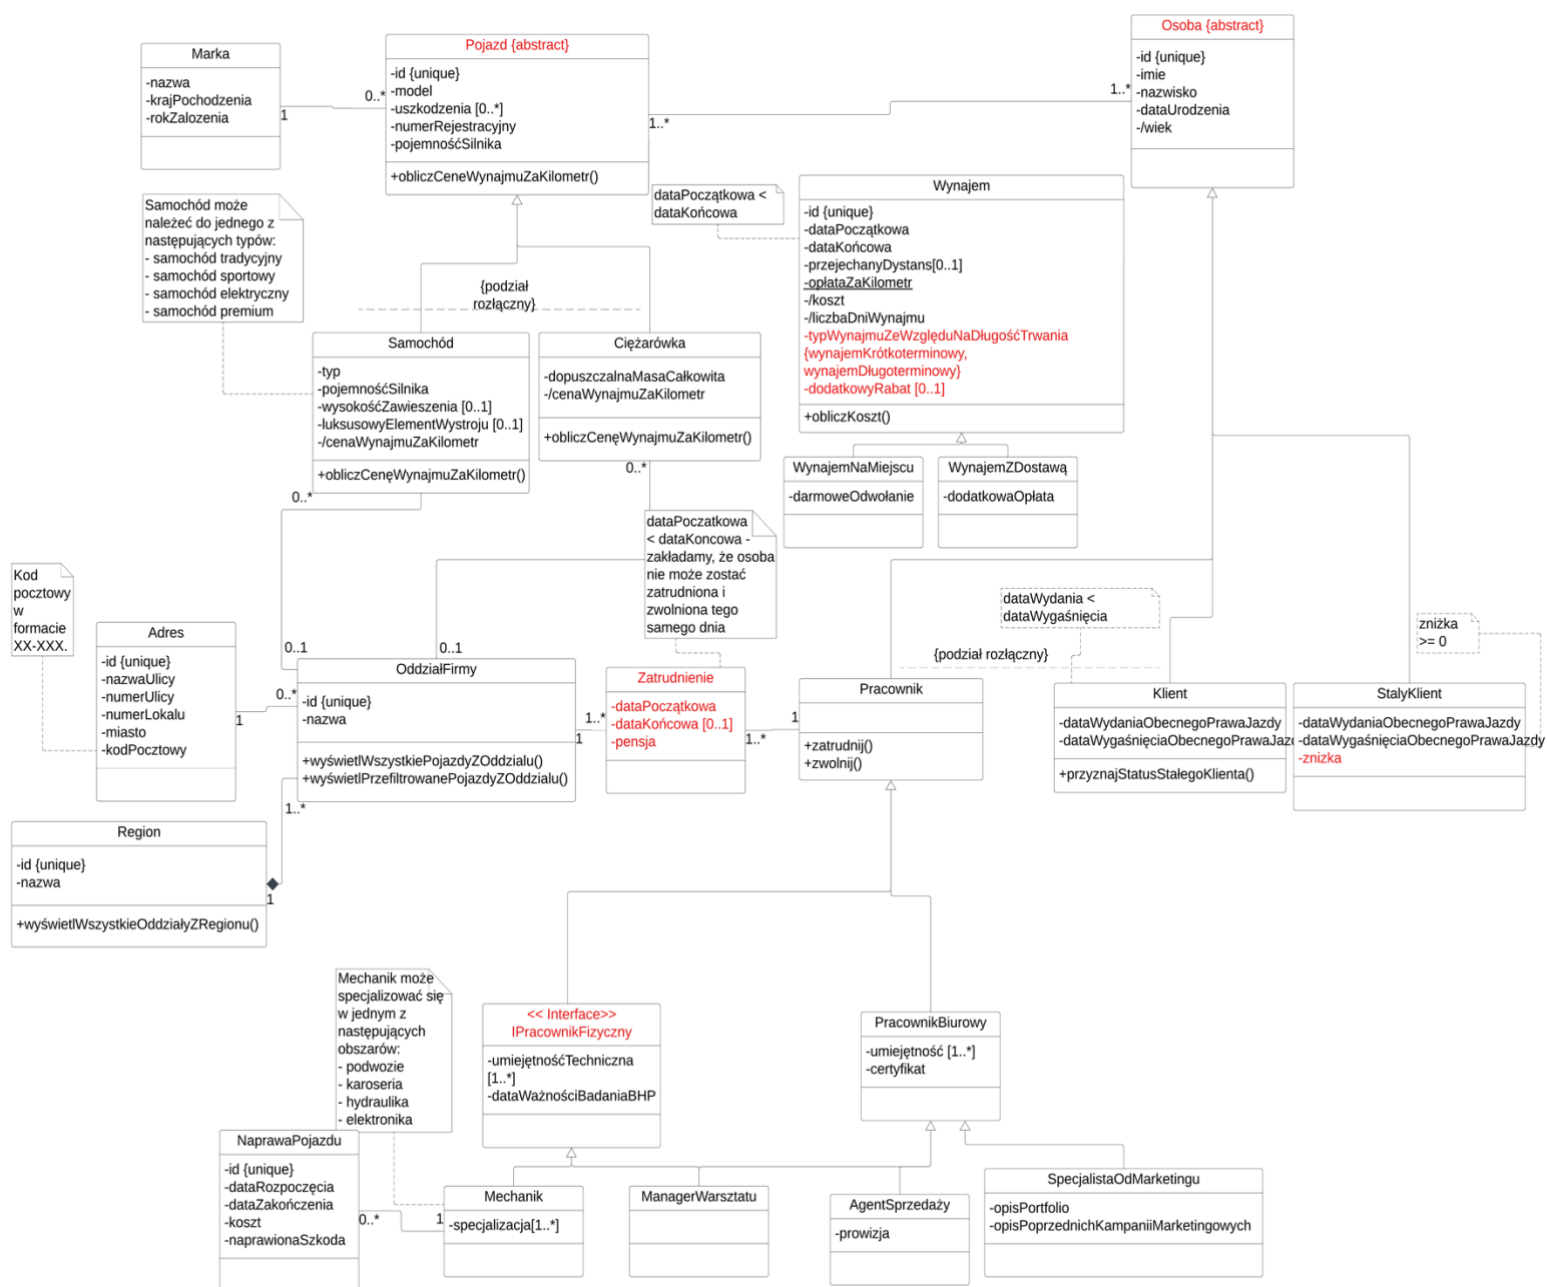 Marka
-nazwa
-krajPochodzenia
-rokZalozenia
1
0..*
Pojazd {abstract}
-id {unique}
-model
-uszkodzenia [0..*]
-numerRejestracyjny
-pojemnośćSilnika
+obliczCeneWynajmuZaKilometr()
1..*
1..*
Osoba {abstract}
-id {unique}
-imie
-nazwisko
-dataUrodzenia
-/wiek
Samochód może
należeć do jednego z
następujących typów:
- samochód tradycyjny
- samochód sportowy
- samochód elektryczny
- samochód premium
{podział
rozłączny}
dataPoczątkowa <
dataKońcowa
Wynajem
-id {unique}
-dataPoczątkowa
-dataKońcowa
-przejechanyDystans[0..1]
-opłataZaKilometr
-/koszt
-/liczbaDniWynajmu
-typWynajmuZeWzględuNaDługośćTrwania
{wynajemKrótkoterminowy,
wynajemDługoterminowy}
-dodatkowyRabat [0..1]
+obliczKoszt()
Samochód
-typ
-pojemnośćSilnika
-wysokośćZawieszenia [0..1]
-luksusowyElementWystroju [0..1]
-/cenaWynajmuZaKilometr
+obliczCenęWynajmuZaKilometr()
0..*
Ciężarówka
-dopuszczalnaMasaCałkowita
-/cenaWynajmuZaKilometr
+obliczCenęWynajmuZaKilometr()
0..*
WynajemNaMiejscu
-darmoweOdwołanie
WynajemZDostawą
-dodatkowaOpłata
dataPoczatkowa
< dataKoncowa -
zakładamy, że osoba
nie może zostać
zatrudniona i
zwolniona tego
samego dnia
Kod
pocztowy
w
formacie
XX-XXX.
Adres
-id {unique}
-nazwaUlicy
-numerUlicy
-numerLokalu
-miasto
-kodPocztowy
1
0..*
0..1
0..1
OddziałFirmy
-id {unique}
-nazwa
+wyświetlWszystkiePojazdyZOddzialu()
+wyświetlPrzefiltrowanePojazdyZOddzialu()
1..*
1
1..*
Zatrudnienie
-dataPoczątkowa
-dataKońcowa [0..1]
-pensja
1..*
1
Pracownik
+zatrudnij()
+zwolnij()
dataWydania <
dataWygaśnięcia
{podział rozłączny}
Klient
-dataWydaniaObecnegoPrawaJazdy
-dataWygaśnięciaObecnegoPrawaJazd
+przyznajStatusStałegoKlienta()
zniżka
>= 0
StalyKlient
-dataWydaniaObecnegoPrawaJazdy
-dataWygaśnięciaObecnegoPrawaJazdy
-znizka
Region
-id {unique}
-nazwa
+wyświetlWszystkieOddziałyZRegionu()
1
Mechanik może
specjalizować się
w jednym z
następujących
obszarów:
- podwozie
- karoseria
- hydraulika
- elektronika
<< Interface>>
IPracownikFizyczny
-umiejętnośćTechniczna
[1..*]
-dataWażnościBadaniaBHP
PracownikBiurowy
-umiejętność [1..*]
-certyfikat
NaprawaPojazdu
-id {unique}
-dataRozpoczęcia
-dataZakończenia
-koszt
-naprawionaSzkoda
0..*
1
Mechanik
-specjalizacja[1..*]
ManagerWarsztatu
AgentSprzedaży
-prowizja
SpecjalistaOdMarketingu
-opisPortfolio
-opisPoprzednichKampaniiMarketingowych